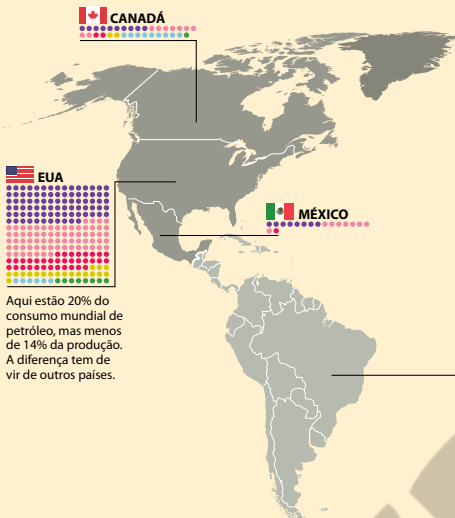 CANADÁ
EUA
MÉXICO
Aqui estão 20% do
consumo mundial de
petróleo, mas menos
de 14% da produção.
A diferença tem de
vir de outros países.